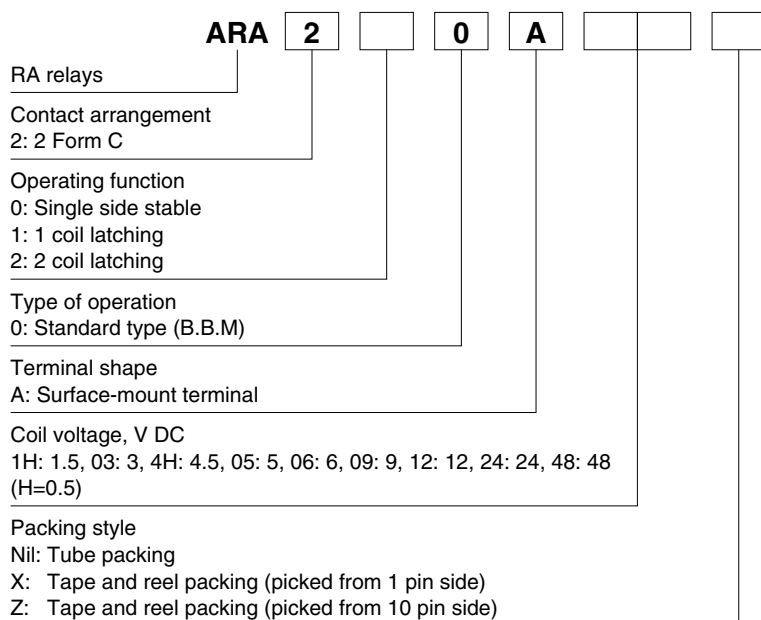 ARA 2 0 A
RA relays
Contact arrangement
2: 2 Form C
Operating function
0: Single side stable
1: 1 coil latching
2: 2 coil latching
Type of operation
0: Standard type (B.B.M)
Terminal shape
A: Surface-mount terminal
Coil voltage, V DC
1H: 1.5, 03: 3, 4H: 4.5, 05: 5, 06: 6, 09: 9, 12: 12, 24: 24, 48: 48
(H=0.5)
Packing style
Nil: Tube packing
X: Tape and reel packing (picked from 1 pin side)
Z: Tape and reel packing (picked from 10 pin side)